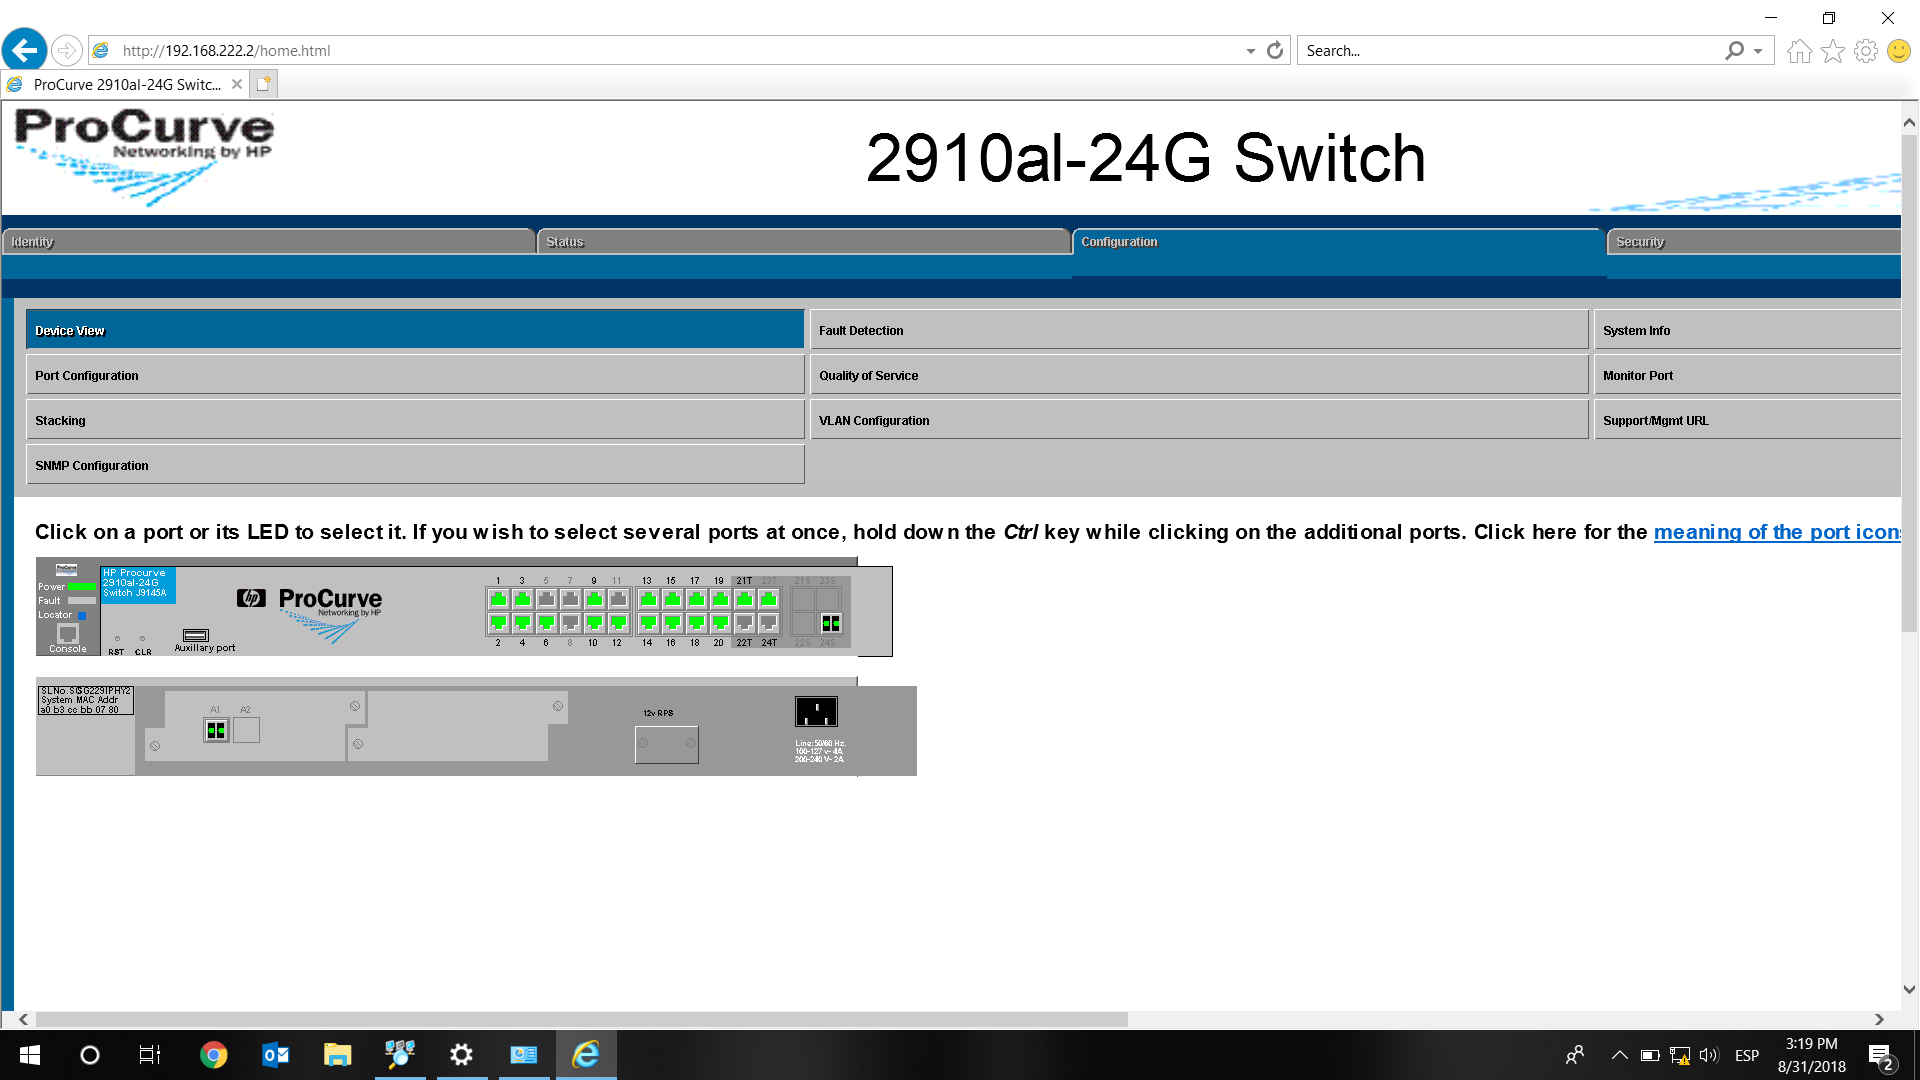 http://192.168.222.2/home.html
Search...
ProCurve 2910al-24G Switc...
ProCurve
Networking by HP
2910al-24G Switch
Identity
Status
Configuration
Security
Device View
Fault Detection
System Info
Port Configuration
Quality of Service
Monitor Port
Stacking
VLAN Configuration
Support/Mgmt URL
SNMP Configuration
Click on a port or its LED to select it. If you wish to select several ports at once, hold down the Ctrl key while clicking on the additional ports. Click here for the meaning of the port icons
ProCurve
Power
Fault
Locator
Console
HP Procurve
2910al-24G
Switch J9145A
RST CLR
Auxillary port
hp ProCurve
Networking by HP
1 3 5 7 9 11 13 15 17 19 21T 23T 21S 23S
2 4 6 8 10 12 14 16 18 20 22T 24T 22S 24S
System MAC Addr
a0 b3 cc bb 07 80
A1 A2
12v RPS
Line: 50/60 Hz.
100-127 v~ 4A
200-240 V~ 2A
ESP
3:19 PM
8/31/2018
2